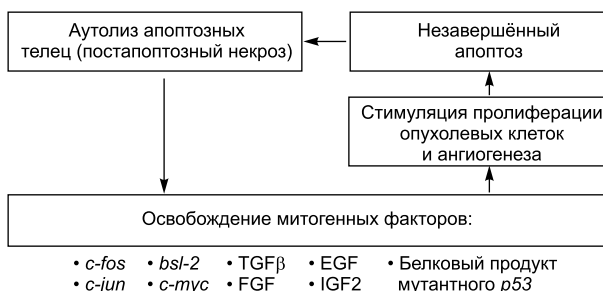 Аутолиз апоптозных
телец (постапоптозный некроз)
Незавершённый
апоптоз
Стимуляция пролиферации
опухолевых клеток
и ангиогенеза
Освобождение митогенных факторов:
• c-fos • bsl-2 • TGFβ • EGF • Белковый продукт
• c-jun • c-myc • FGF • IGF2 мутантного p53